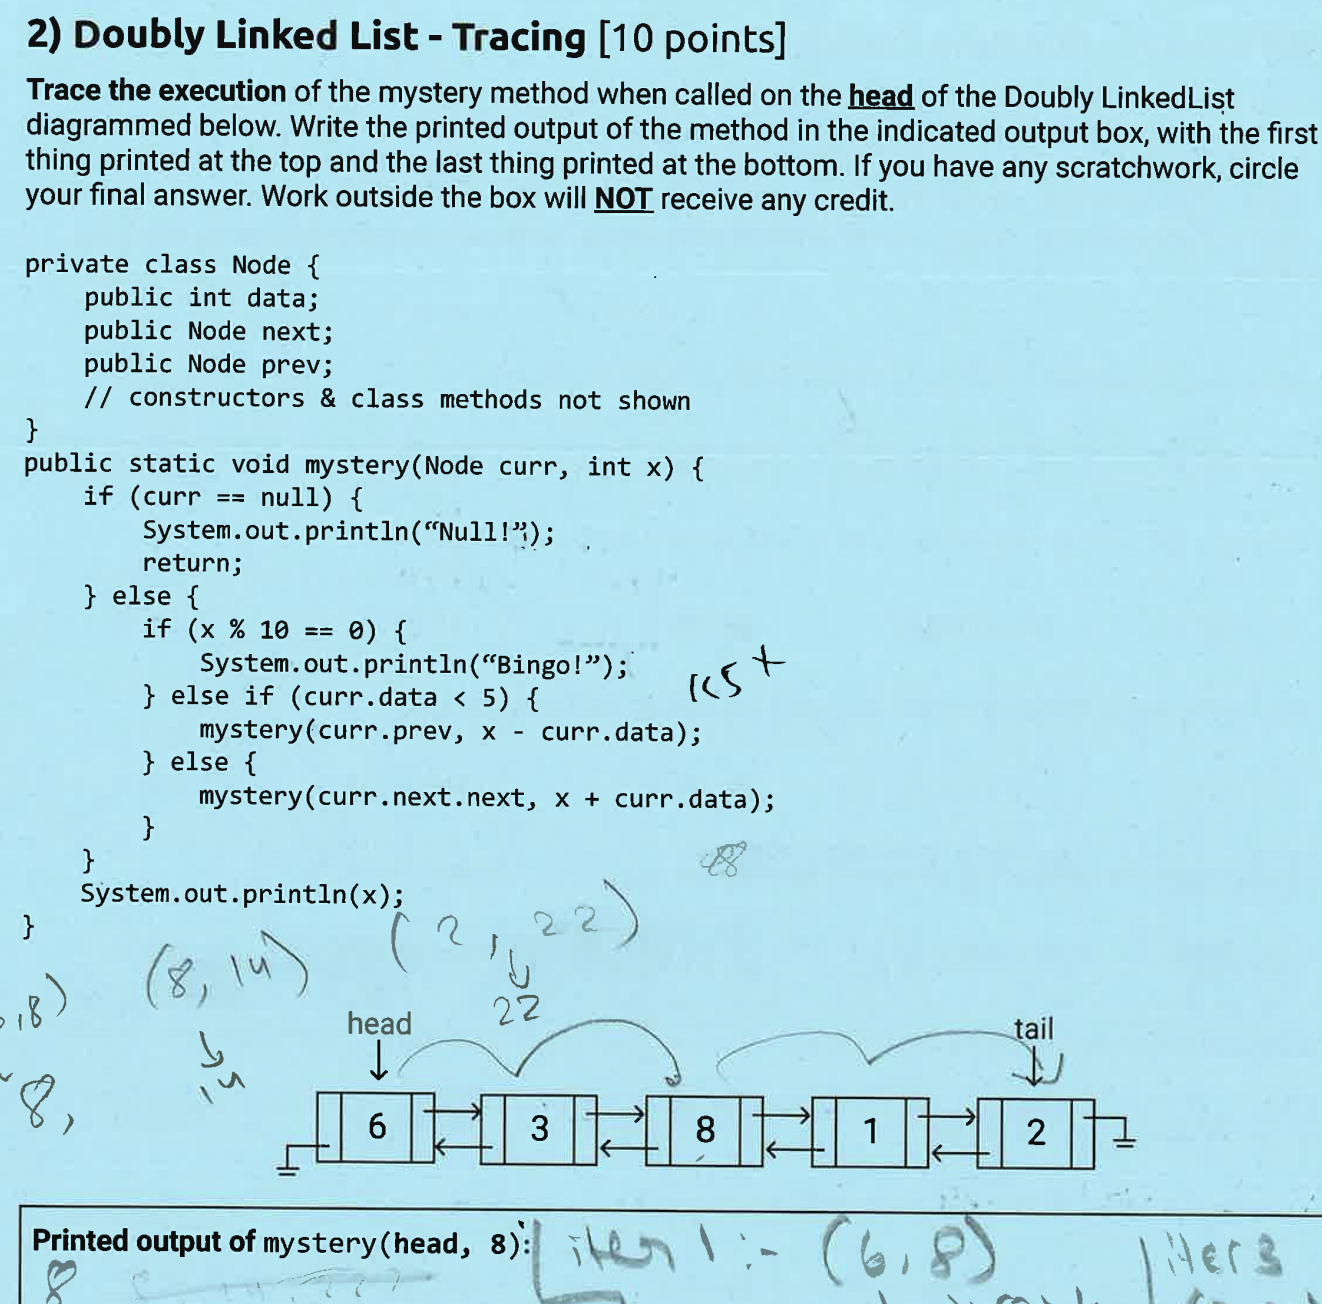 2) Doubly Linked List - Tracing [10 points]
Trace the execution of the mystery method when called on the head of the Doubly LinkedList
diagrammed below. Write the printed output of the method in the indicated output box, with the first
thing printed at the top and the last thing printed at the bottom. If you have any scratchwork, circle
your final answer. Work outside the box will NOT receive any credit.
private class Node {
public int data;
public Node next;
public Node prev;
// constructors & class methods not shown
}
public static void mystery(Node curr, int x) {
if (curr == null) {
System.out.println(“Null!”);
return;
} else {
if (x % 10 == 0) {
System.out.println(“Bingo!”);
} else if (curr.data < 5) {
mystery(curr.prev, x - curr.data);
} else {
mystery(curr.next.next, x + curr.data);
}
}
System.out.println(x);
}
(2, 22)
(8, 14)
,8)
22
14
8,
head
tail
6 3 8 1 2
Printed output of mystery(head, 8):
iter 1 :- (6, 8)
iter 3
8